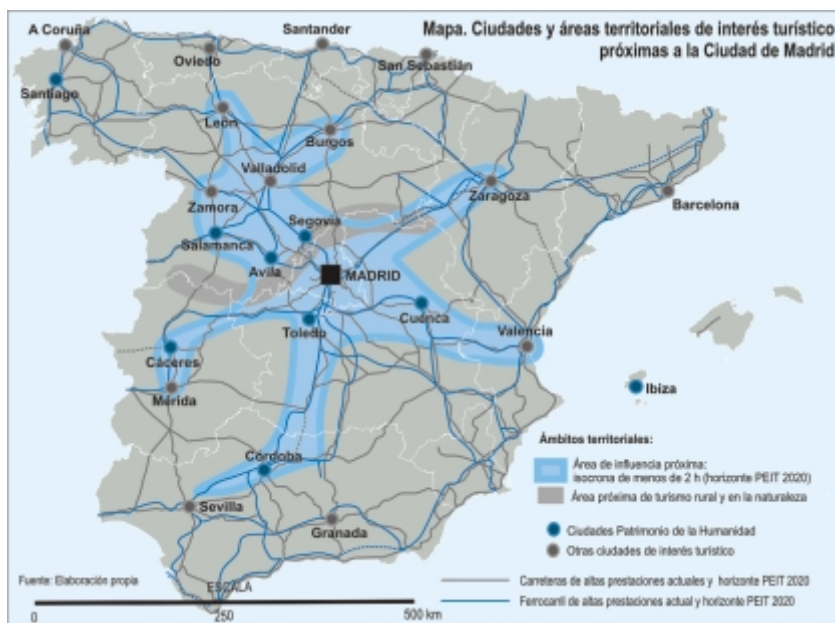 Mapa. Ciudades y áreas territoriales de interés turístico
próximas a la Ciudad de Madrid
A Coruña
Santander
Oviedo
San Sebastián
Santiago
León
Burgos
Valladolid
Zamora
Zaragoza
Barcelona
Segovia
Salamanca
Avila
MADRID
Toledo
Cuenca
Valencia
Cáceres
Mérida
Ibiza
Córdoba
Sevilla
Granada
Ámbitos territoriales:
Área de influencia próxima:
isocrona de menos de 2 h (horizonte PEIT 2020)
Área próxima de turismo rural y en la naturaleza
Ciudades Patrimonio de la Humanidad
Otras ciudades de interés turístico
Carreteras de altas prestaciones actuales y horizonte PEIT 2020
Ferrocarril de altas prestaciones actual y horizonte PEIT 2020
Fuente: Elaboración propia
ESCALA
0 250 500 km